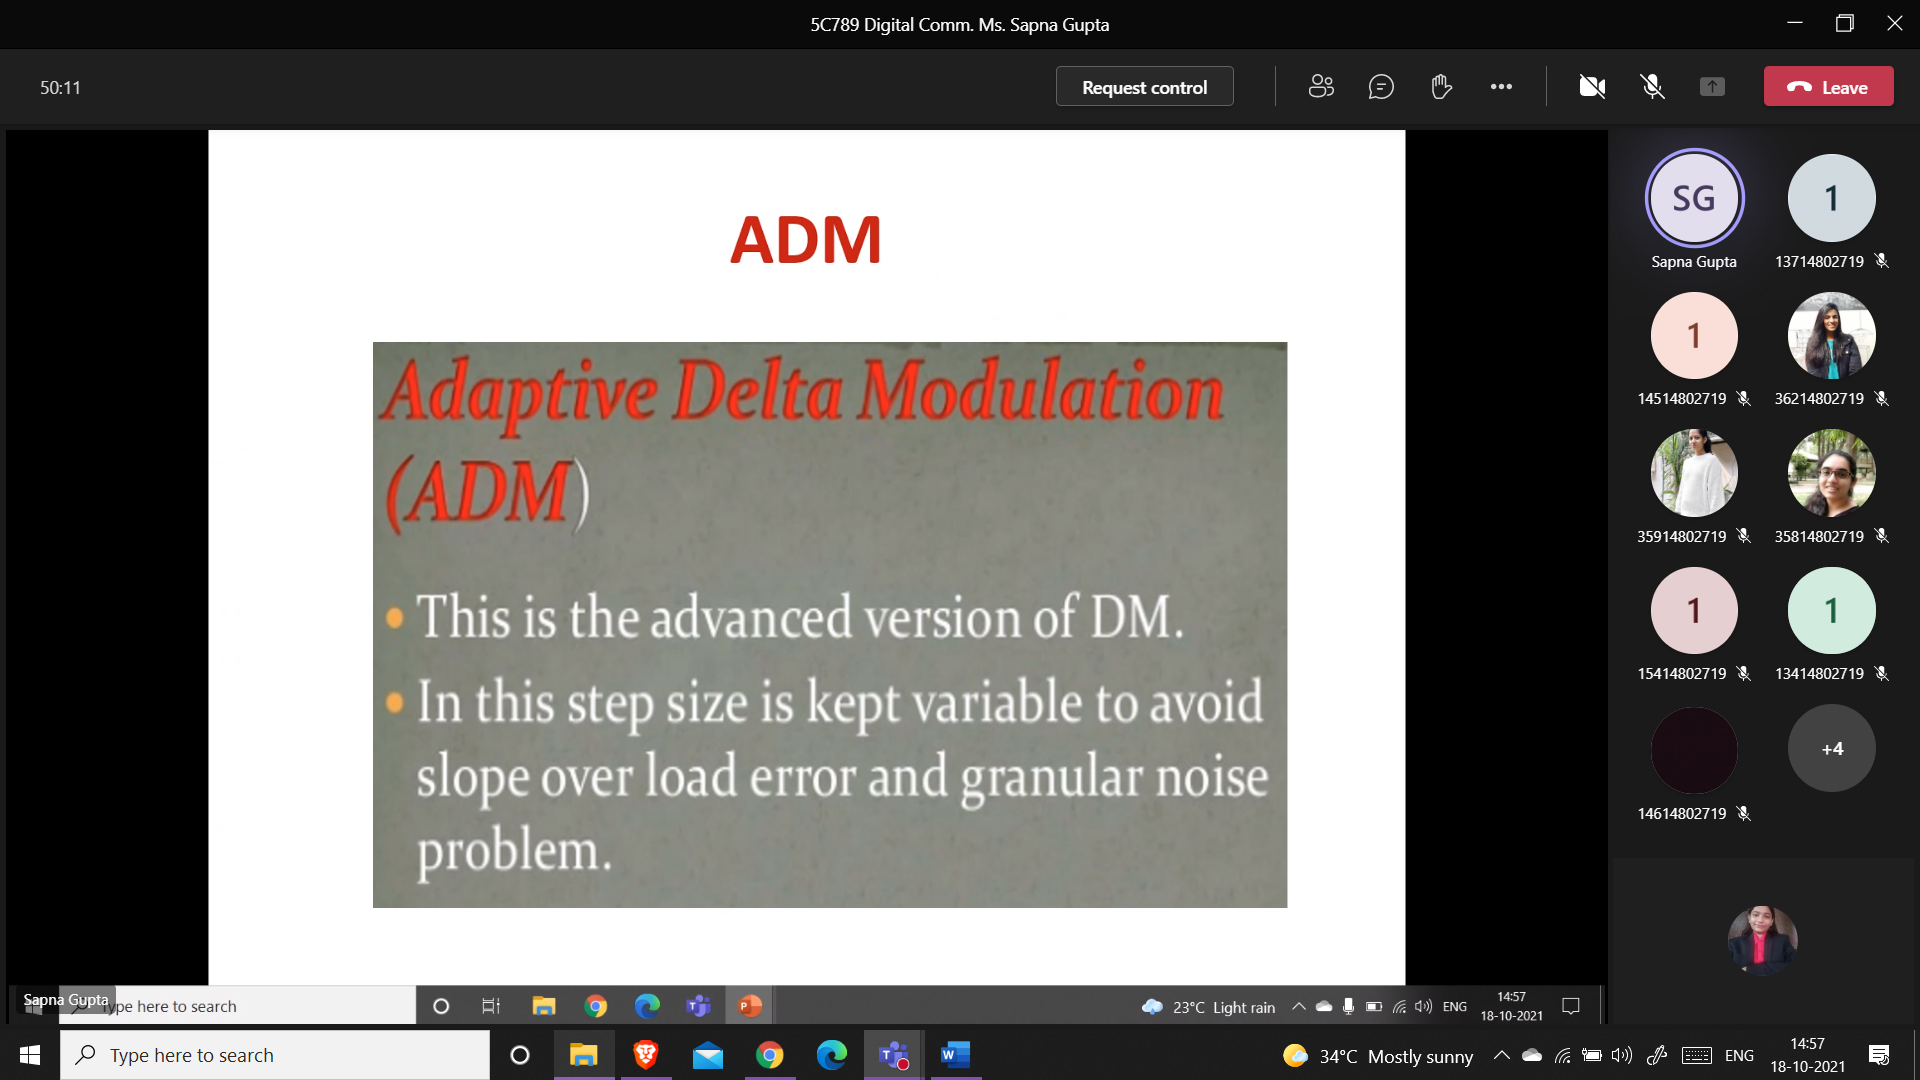 5C789 Digital Comm. Ms. Sapna Gupta
50:11
Request control
Leave
ADM
Adaptive Delta Modulation
(ADM)
• This is the advanced version of DM.
• In this step size is kept variable to avoid
slope over load error and granular noise
problem.
SG
1
Sapna Gupta
13714802719
1
14514802719
36214802719
35914802719
35814802719
1
1
15414802719
13414802719
+4
14614802719
Sapna Gupta
Type here to search
23°C Light rain
ENG
14:57
18-10-2021
Type here to search
34°C Mostly sunny
ENG
14:57
18-10-2021